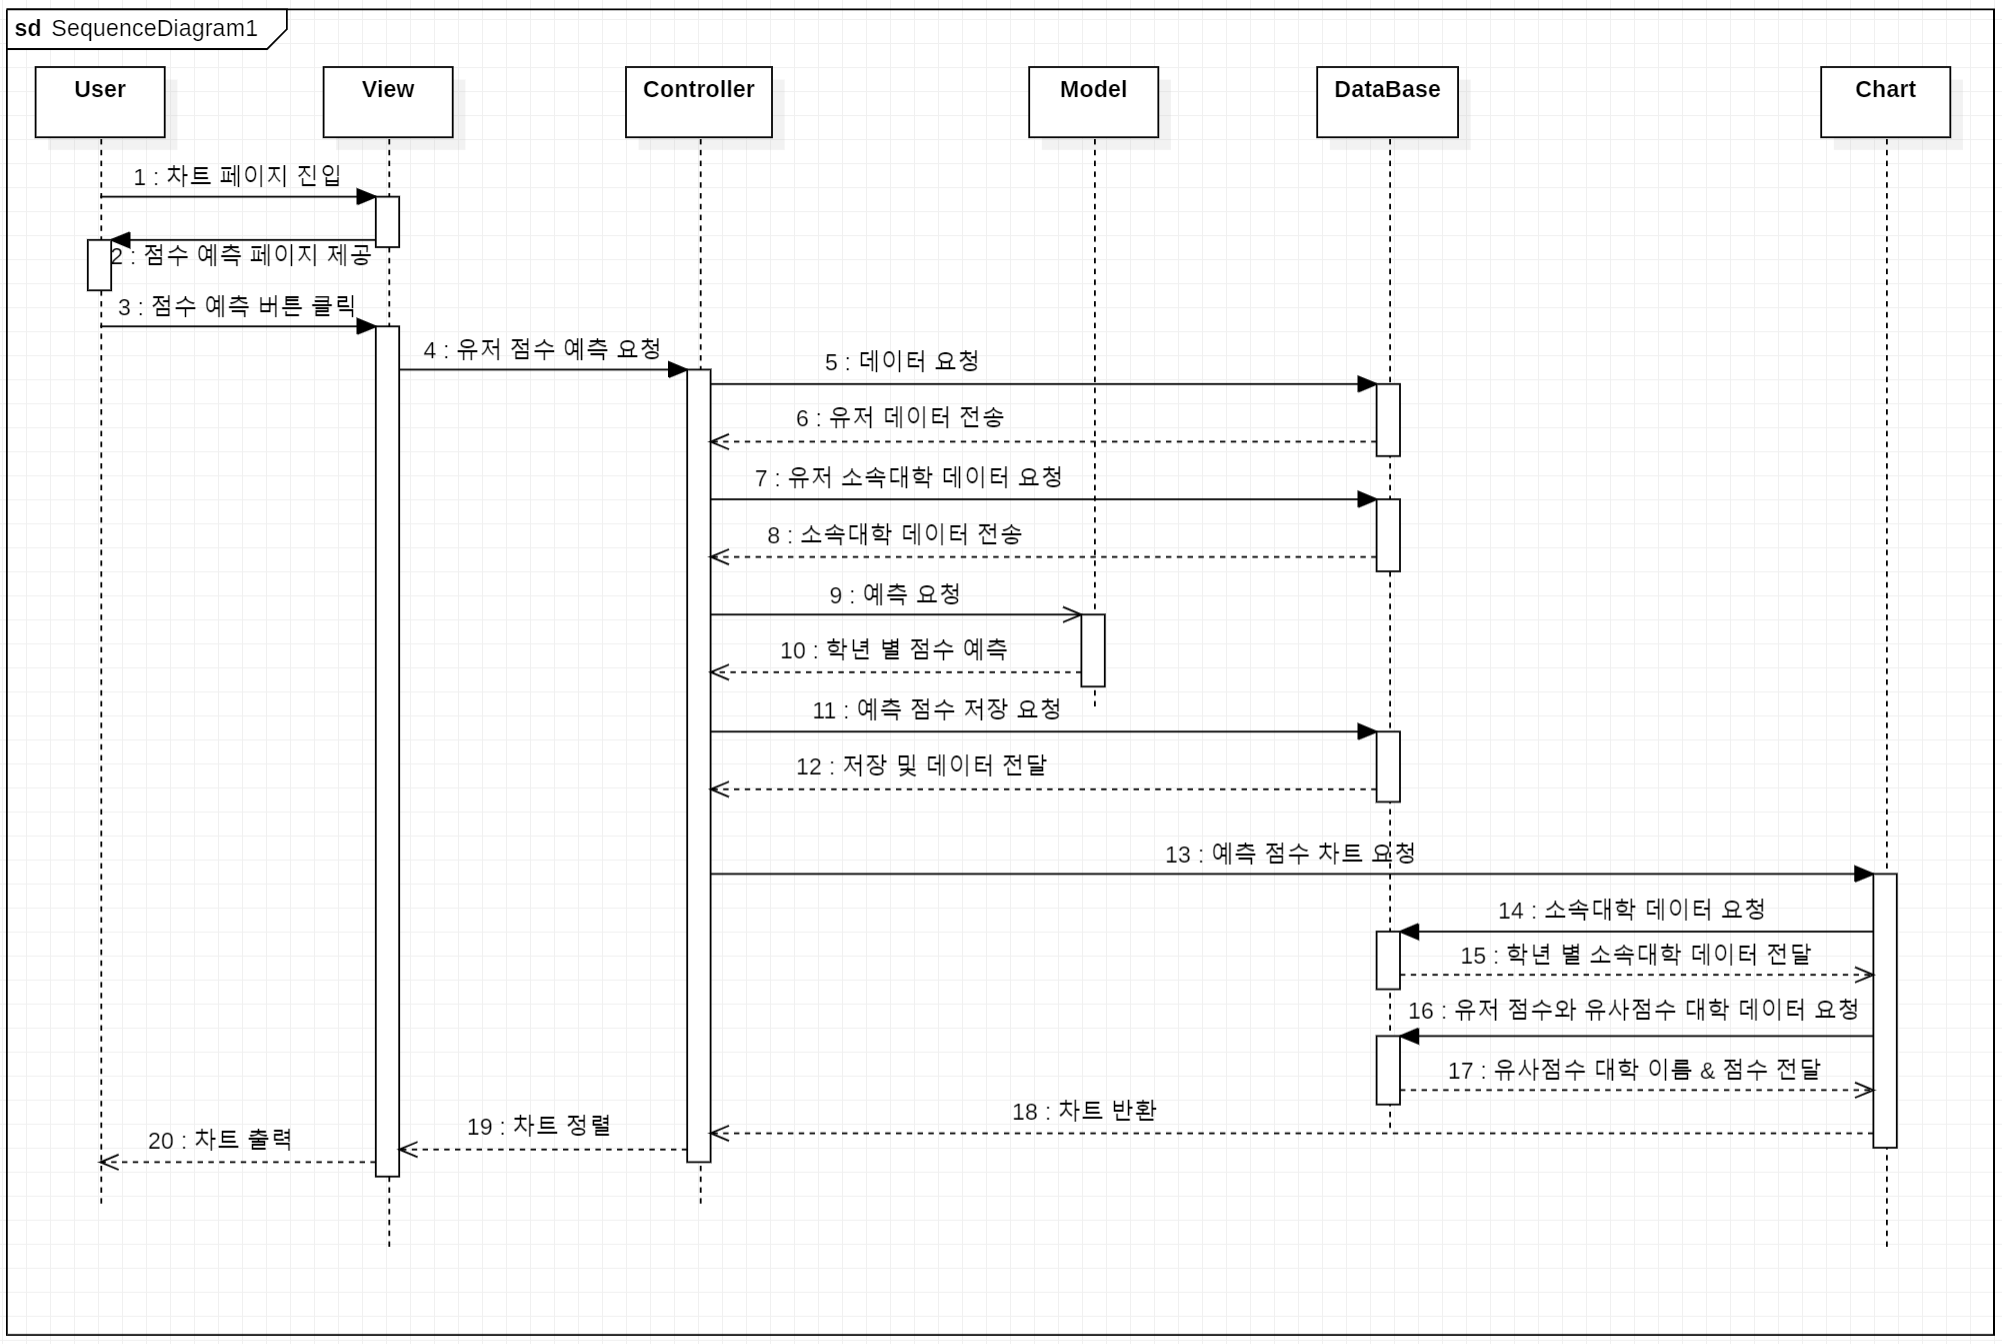 sd SequenceDiagram1
User
View
Controller
Model
DataBase
Chart
1 : 차트 페이지 진입
2 : 점수 예측 페이지 제공
3 : 점수 예측 버튼 클릭
4 : 유저 점수 예측 요청
5 : 데이터 요청
6 : 유저 데이터 전송
7 : 유저 소속대학 데이터 요청
8 : 소속대학 데이터 전송
9 : 예측 요청
10 : 학년 별 점수 예측
11 : 예측 점수 저장 요청
12 : 저장 및 데이터 전달
13 : 예측 점수 차트 요청
14 : 소속대학 데이터 요청
15 : 학년 별 소속대학 데이터 전달
16 : 유저 점수와 유사점수 대학 데이터 요청
17 : 유사점수 대학 이름 & 점수 전달
18 : 차트 반환
19 : 차트 정렬
20 : 차트 출력